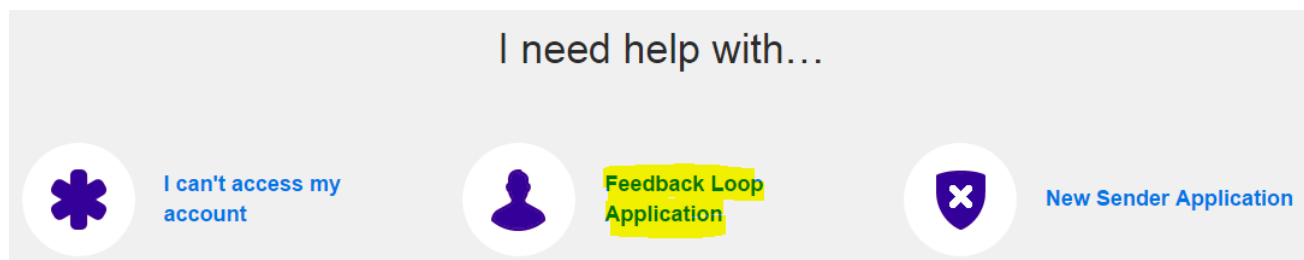 I need help with…
I can't access my
account
Feedback Loop
Application
New Sender Application